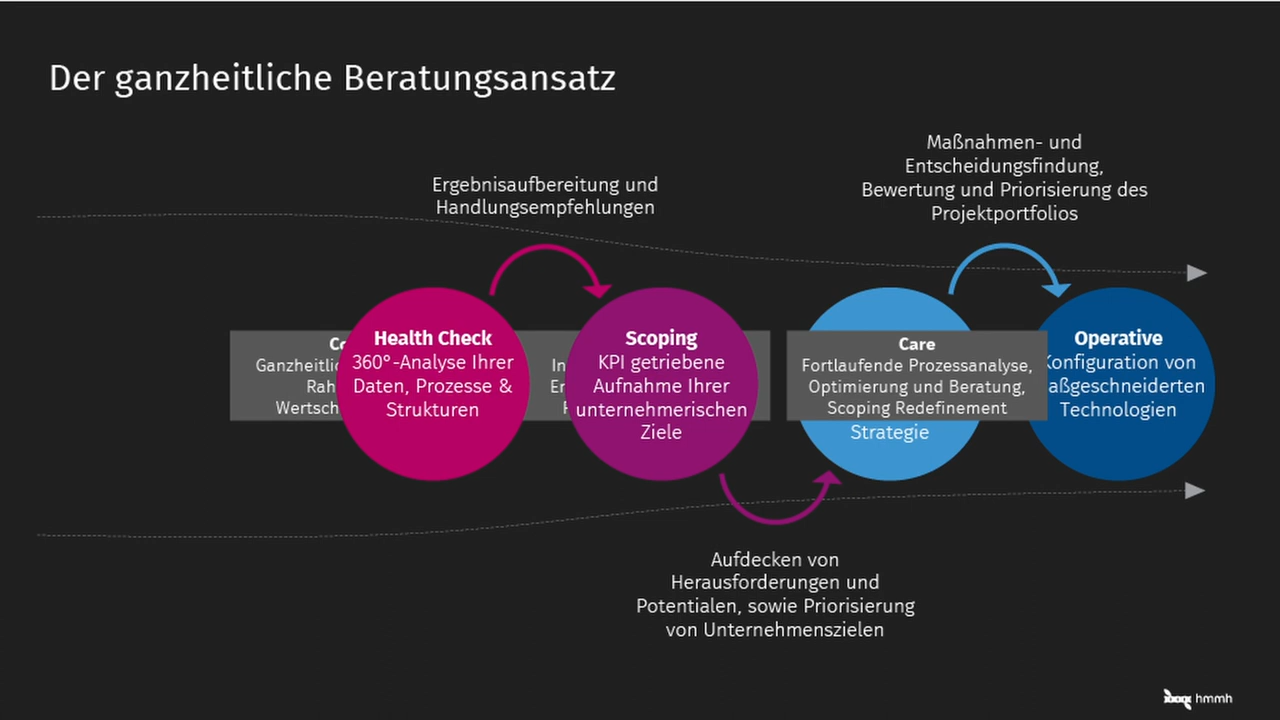 Der ganzheitliche Beratungsansatz
Maßnahmen- und
Entscheidungsfindung,
Bewertung und Priorisierung des
Projektportfolios
Ergebnisaufbereitung und
Handlungsempfehlungen
Health Check
360°-Analyse Ihrer
Daten, Prozesse &
Strukturen
Scoping
KPI getriebene
Aufnahme Ihrer
unternehmerischen
Ziele
Care
Fortlaufende Prozessanalyse,
Optimierung und Beratung,
Scoping Redefinement
Strategie
Operative
Konfiguration von
Technologien
Aufdecken von
Herausforderungen und
Potentialen, sowie Priorisierung
von Unternehmenszielen
hmmh